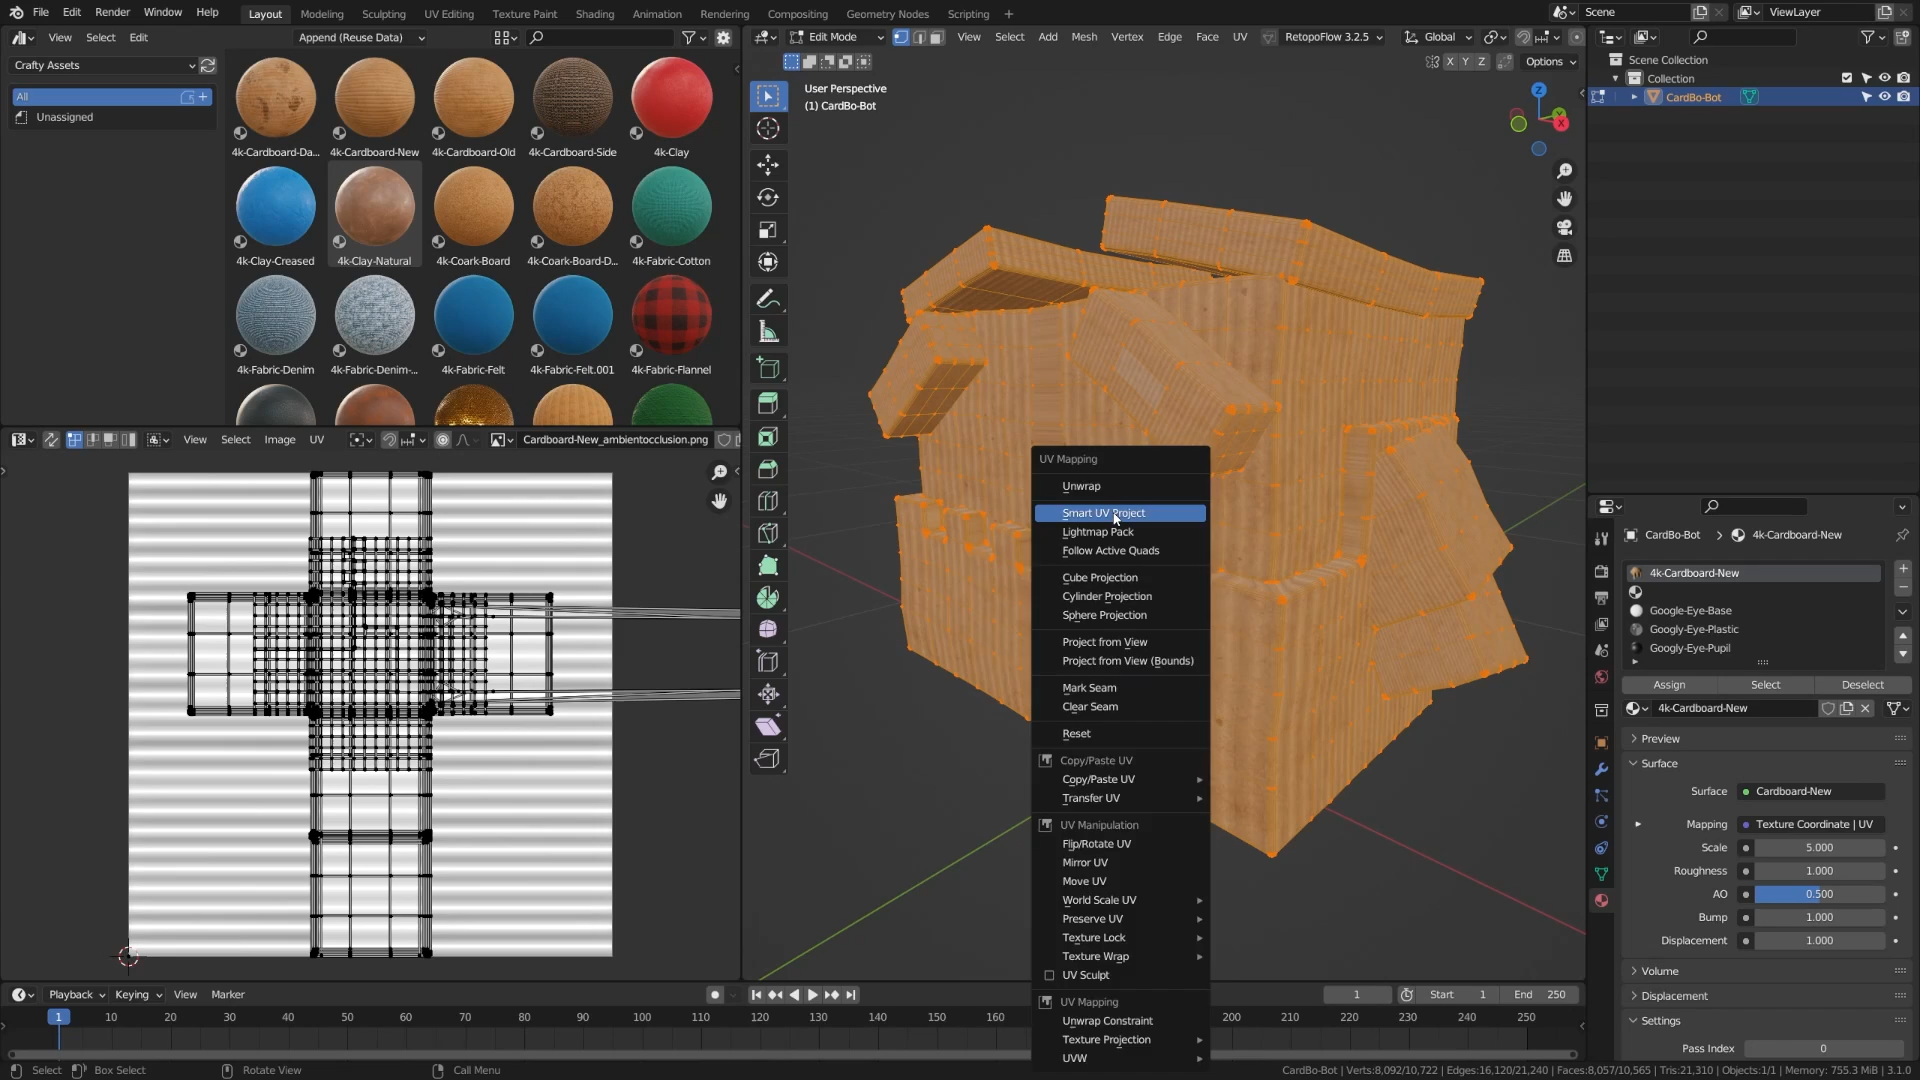 File Edit Render Window Help Layout Modeling Sculpting UV Editing Texture Paint Shading Animation Rendering Compositing Geometry Nodes Scripting + Scene ViewLayer
View Select Edit Append (Reuse Data)
Edit Mode View Select Add Mesh Vertex Edge Face UV RetopoFlow 3.2.5 Global
X Y Z Options
Crafty Assets
All
Unassigned
4k-Cardboard-Da... 4k-Cardboard-New 4k-Cardboard-Old 4k-Cardboard-Side 4k-Clay
4k-Clay-Creased 4k-Clay-Natural 4k-Coark-Board 4k-Coark-Board-D... 4k-Fabric-Cotton
4k-Fabric-Denim 4k-Fabric-Denim-... 4k-Fabric-Felt 4k-Fabric-Felt.001 4k-Fabric-Flannel
User Perspective
(1) CardBo-Bot
Z
X
Y
Scene Collection
Collection
CardBo-Bot
View Select Image UV Cardboard-New_ambientocclusion.png
UV Mapping
Unwrap
Smart UV Project
Lightmap Pack
Follow Active Quads
Cube Projection
Cylinder Projection
Sphere Projection
Project from View
Project from View (Bounds)
Mark Seam
Clear Seam
Reset
Copy/Paste UV
Copy/Paste UV
Transfer UV
UV Manipulation
Flip/Rotate UV
Mirror UV
Move UV
World Scale UV
Preserve UV
Texture Lock
Texture Wrap
UV Sculpt
UV Mapping
Unwrap Constraint
Texture Projection
UVW
CardBo-Bot > 4k-Cardboard-New
4k-Cardboard-New
Google-Eye-Base
Googly-Eye-Plastic
Googly-Eye-Pupil
Assign Select Deselect
4k-Cardboard-New
Preview
Surface
Surface Cardboard-New
Mapping Texture Coordinate | UV
Scale 5.000
Roughness 1.000
AO 0.500
Bump 1.000
Displacement 1.000
Volume
Displacement
Settings
Pass Index 0
Playback Keying View Marker 1 Start 1 End 250
1 10 20 30 40 50 60 70 80 90 100 110 120 130 140 150 160 200 210 220 230 240 250
Select Box Select Rotate View Call Menu
CardBo-Bot | Verts:8,092/10,722 | Edges:16,120/21,240 | Faces:8,057/10,565 | Tris:21,310 | Objects:1/1 | Memory: 755.3 MiB | 3.1.0